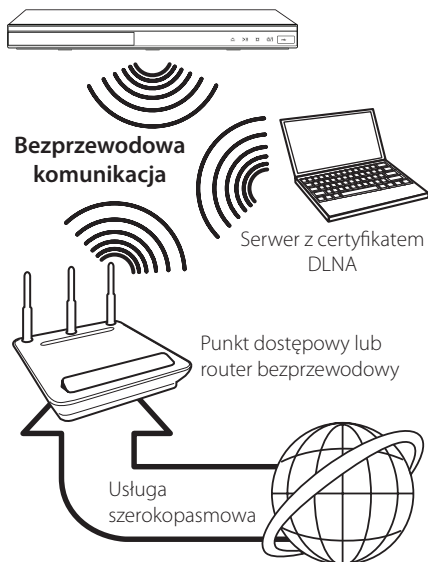 Bezprzewodowa
komunikacja
Serwer z certyfikatem
DLNA
Punkt dostępowy lub
router bezprzewodowy
Usługa
szerokopasmowa